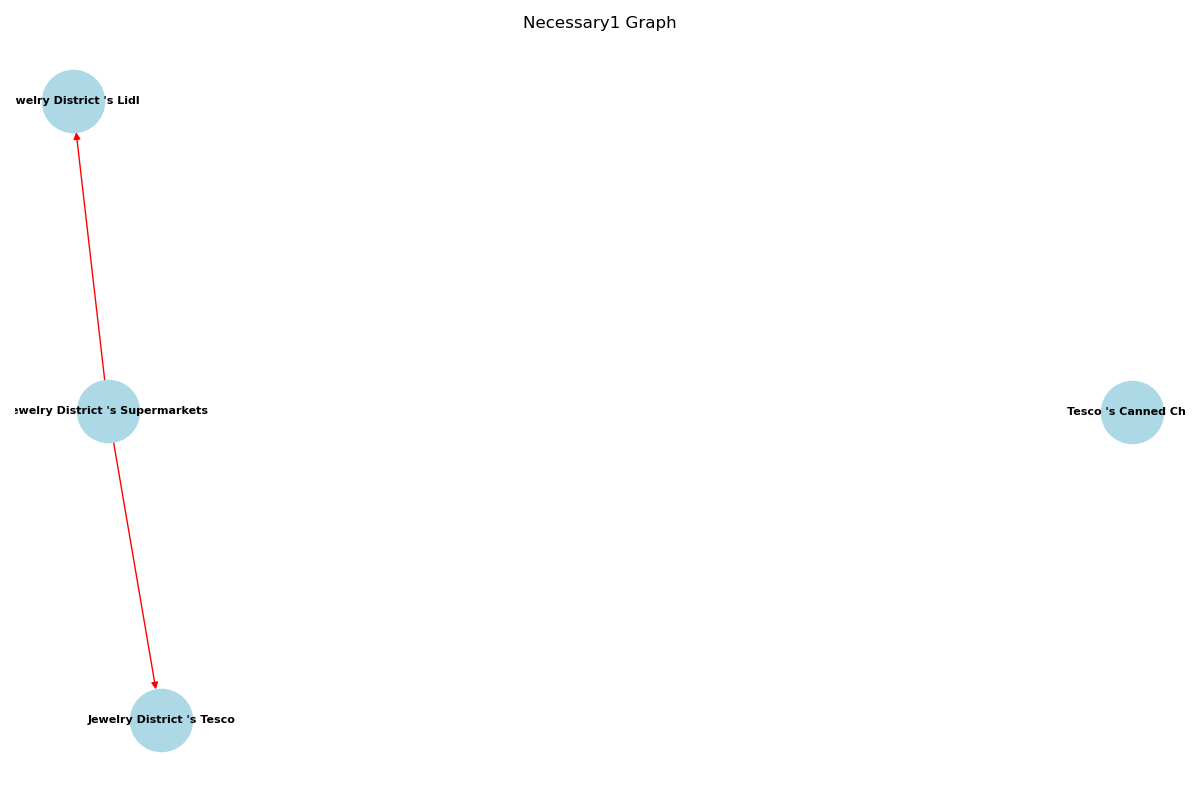 Necessary1 Graph
welry District 's Lidl
ewelry District 's Supermarkets
Tesco 's Canned Ch
Jewelry District 's Tesco